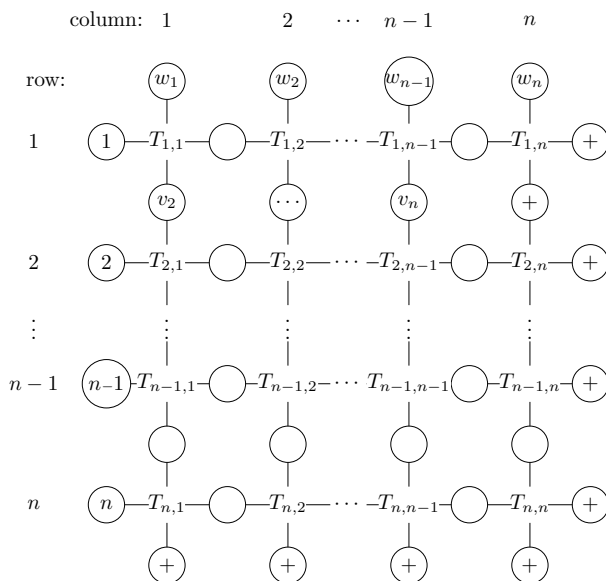 column: 1 2 ⋯ n − 1 n
row: w₁ w₂ wₙ₋₁ wₙ
1 1 T₁,₁ T₁,₂ ⋯ T₁,ₙ₋₁ T₁,ₙ +
v₂ ⋯ vₙ +
2 2 T₂,₁ T₂,₂ ⋯ T₂,ₙ₋₁ T₂,ₙ +
⋮ ⋮ ⋮ ⋮ ⋮
n − 1 n−1 Tₙ₋₁,₁ Tₙ₋₁,₂ ⋯ Tₙ₋₁,ₙ₋₁ Tₙ₋₁,ₙ +
n n Tₙ,₁ Tₙ,₂ ⋯ Tₙ,ₙ₋₁ Tₙ,ₙ +
+ + + +